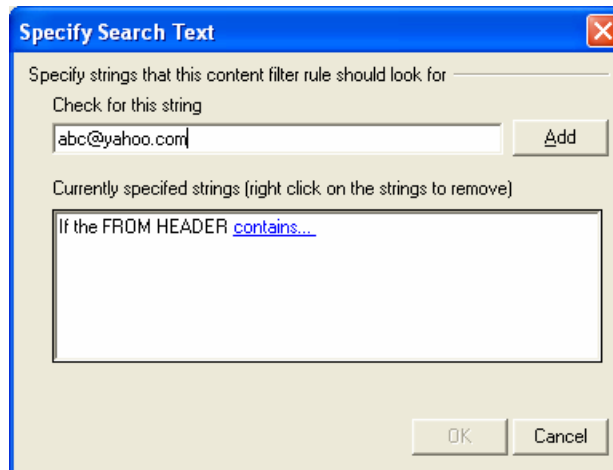 Specify Search Text
Specify strings that this content filter rule should look for
Check for this string
abc@yahoo.com
Add
Currently specifed strings (right click on the strings to remove)
If the FROM HEADER contains...
OK
Cancel